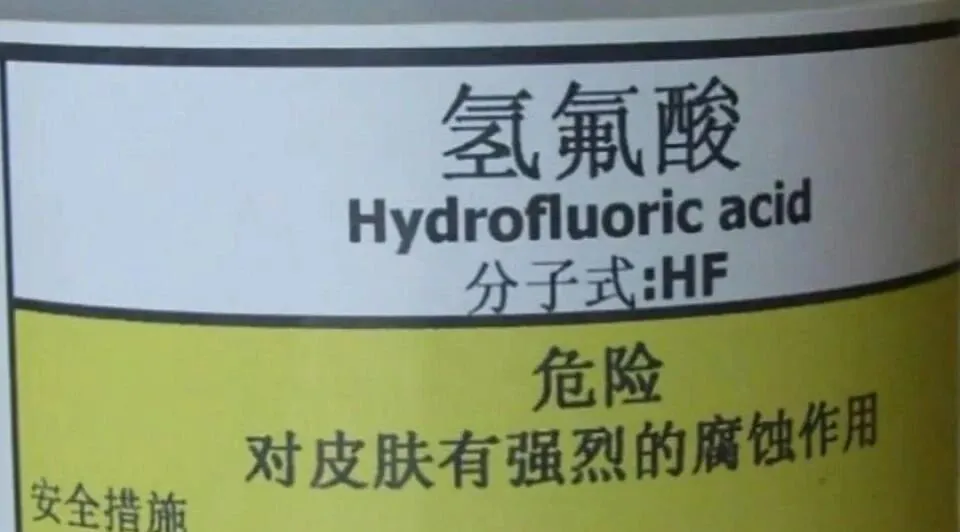 氢氟酸
Hydrofluoric acid
分子式:HF
危险
对皮肤有强烈的腐蚀作用
安全措施